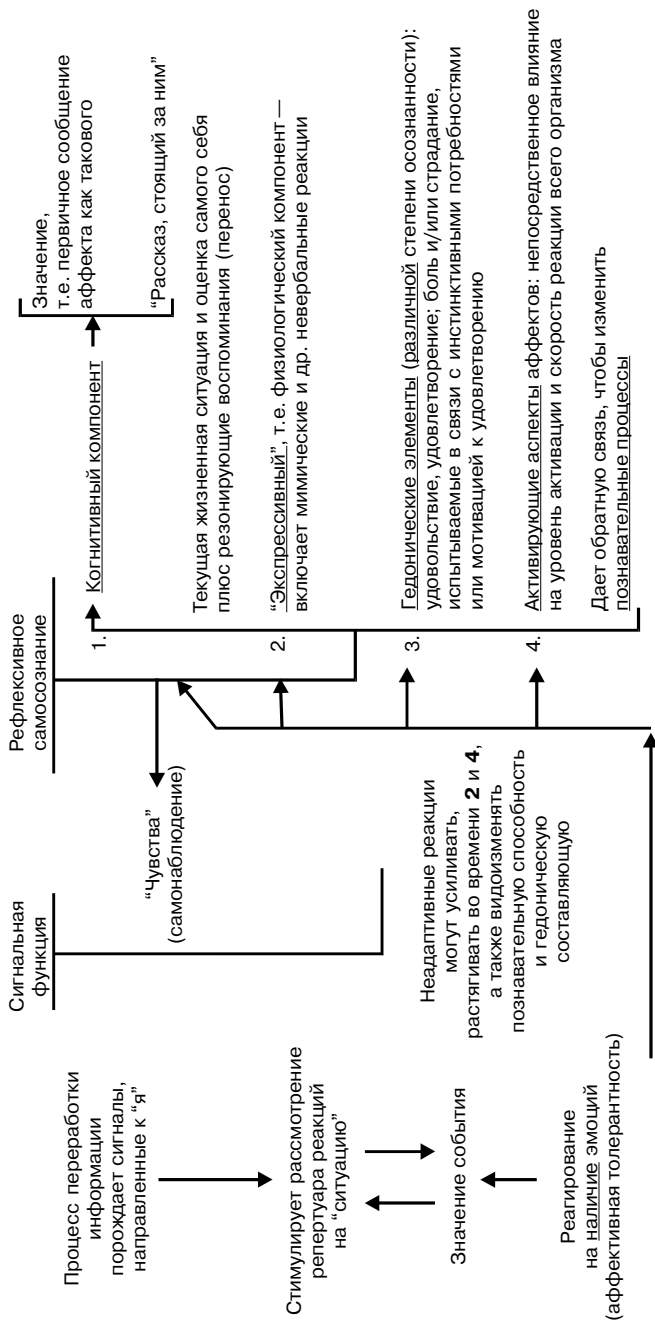 Процесс переработки
информации
порождает сигналы,
направленные к “я”
Стимулирует рассмотрение
репертуара реакций
на “ситуацию”
Значение события
Реагирование
на наличие эмоций
(аффективная толерантность)
Сигнальная
функция
Неадаптивные реакции
могут усиливать,
растягивать во времени 2 и 4,
а также видоизменять
познавательную способность
и гедоническую
составляющую
Рефлексивное
самосознание
“Чувства”
(самонаблюдение)
1. Когнитивный компонент
Значение,
т.е. первичное сообщение
аффекта как такового
“Рассказ, стоящий за ним”
Текущая жизненная ситуация и оценка самого себя
плюс резонирующие воспоминания (перенос)
2. “Экспрессивный”, т.е. физиологический компонент —
включает мимические и др. невербальные реакции
3. Гедонические элементы (различной степени осознанности):
удовольствие, удовлетворение; боль и/или страдание,
испытываемые в связи с инстинктивными потребностями
или мотивацией к удовлетворению
4. Активирующие аспекты аффектов: непосредственное влияние
на уровень активации и скорость реакции всего организма
Дает обратную связь, чтобы изменить
познавательные процессы